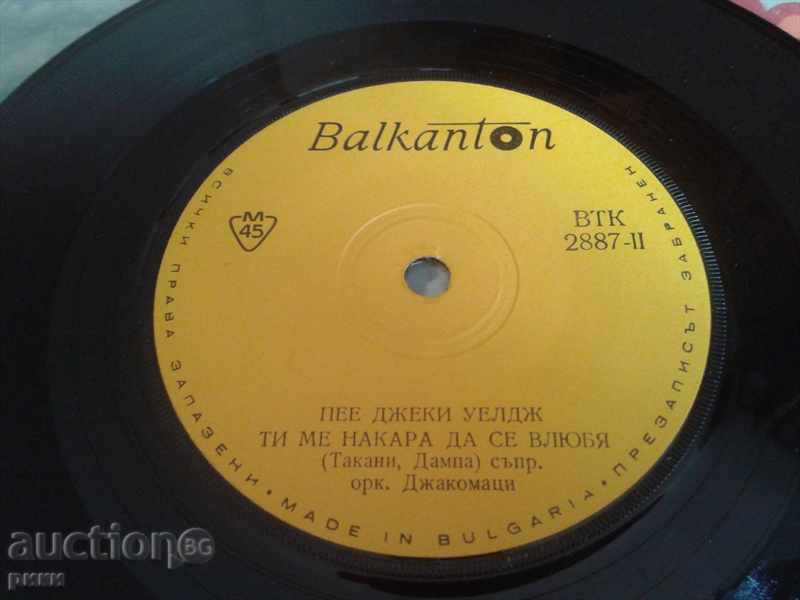 Balkanton
М
45
ВТК
2887-II
ПЕЕ ДЖЕКИ УЕЛДЖ
ТИ МЕ НАКАРА ДА СЕ ВЛЮБЯ
(Такани, Дампа) съпр.
орк. Джакомаци
ВСИЧКИ ПРАВА ЗАПАЗЕНИ • MADE IN BULGARIA • ПРЕЗАПИСЪТ ЗАБРАНЕН
auction BG
рики